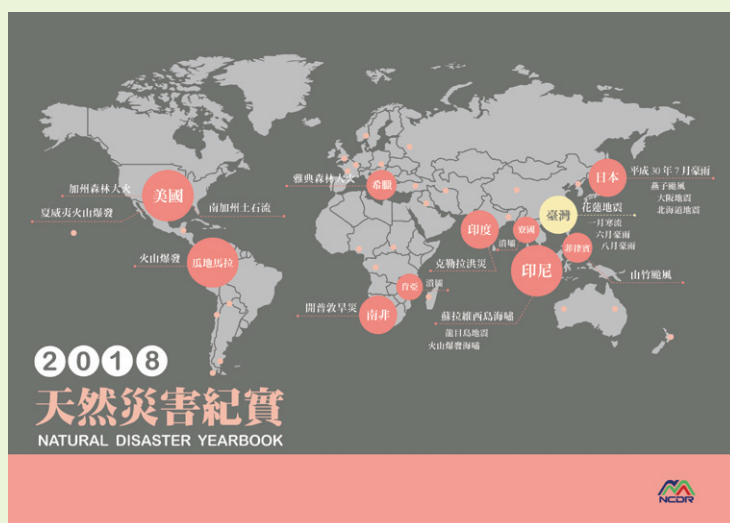 加州森林大火
美國
夏威夷火山爆發
南加州土石流
火山爆發
瓜地馬拉
雅典森林大火
希臘
日本
平成 30 年 7 月豪雨
燕子颱風
大阪地震
北海道地震
臺灣
花蓮地震
一月寒流
六月豪雨
八月豪雨
印度
寮國
潰壩
菲律賓
克勒拉洪災
印尼
山竹颱風
肯亞
潰壩
開普敦旱災
南非
蘇拉維西島海嘯
龍目島地震
火山爆發海嘯
2018
天然災害紀實
NATURAL DISASTER YEARBOOK
NCDR